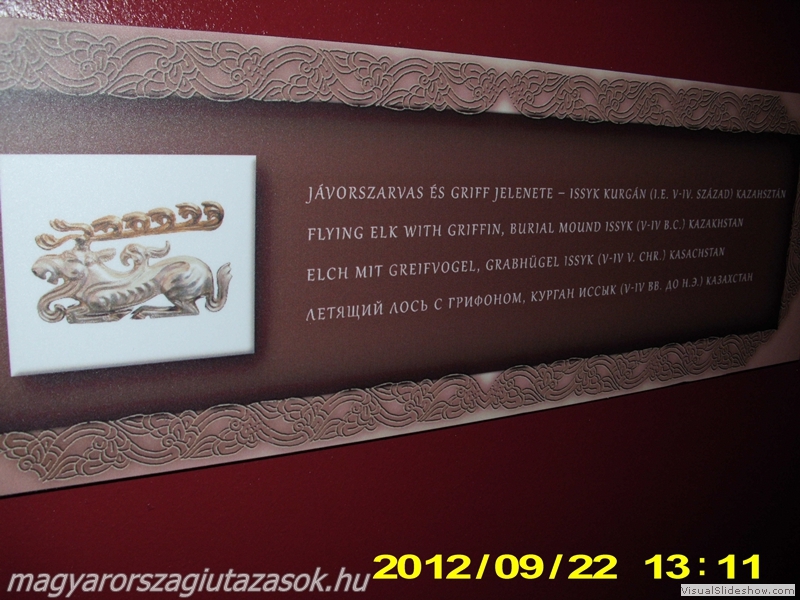 JÁVORSZARVAS ÉS GRIFF JELENETE – ISSYK KURGÁN (I.E. V-IV. SZÁZAD) KAZAHSZTÁN
FLYING ELK WITH GRIFFIN, BURIAL MOUND ISSYK (V-IV B.C.) KAZAKHSTAN
ELCH MIT GREIFVOGEL, GRABHÜGEL ISSYK (V-IV V. CHR.) KASACHSTAN
ЛЕТЯЩИЙ ЛОСЬ С ГРИФОНОМ, КУРГАН ИССЫК (V-IV ВВ. ДО Н.Э.) КАЗАХСТАН
magyarorszagiutazasok.hu
2012/09/22 13:11
VisualSlideshow.com